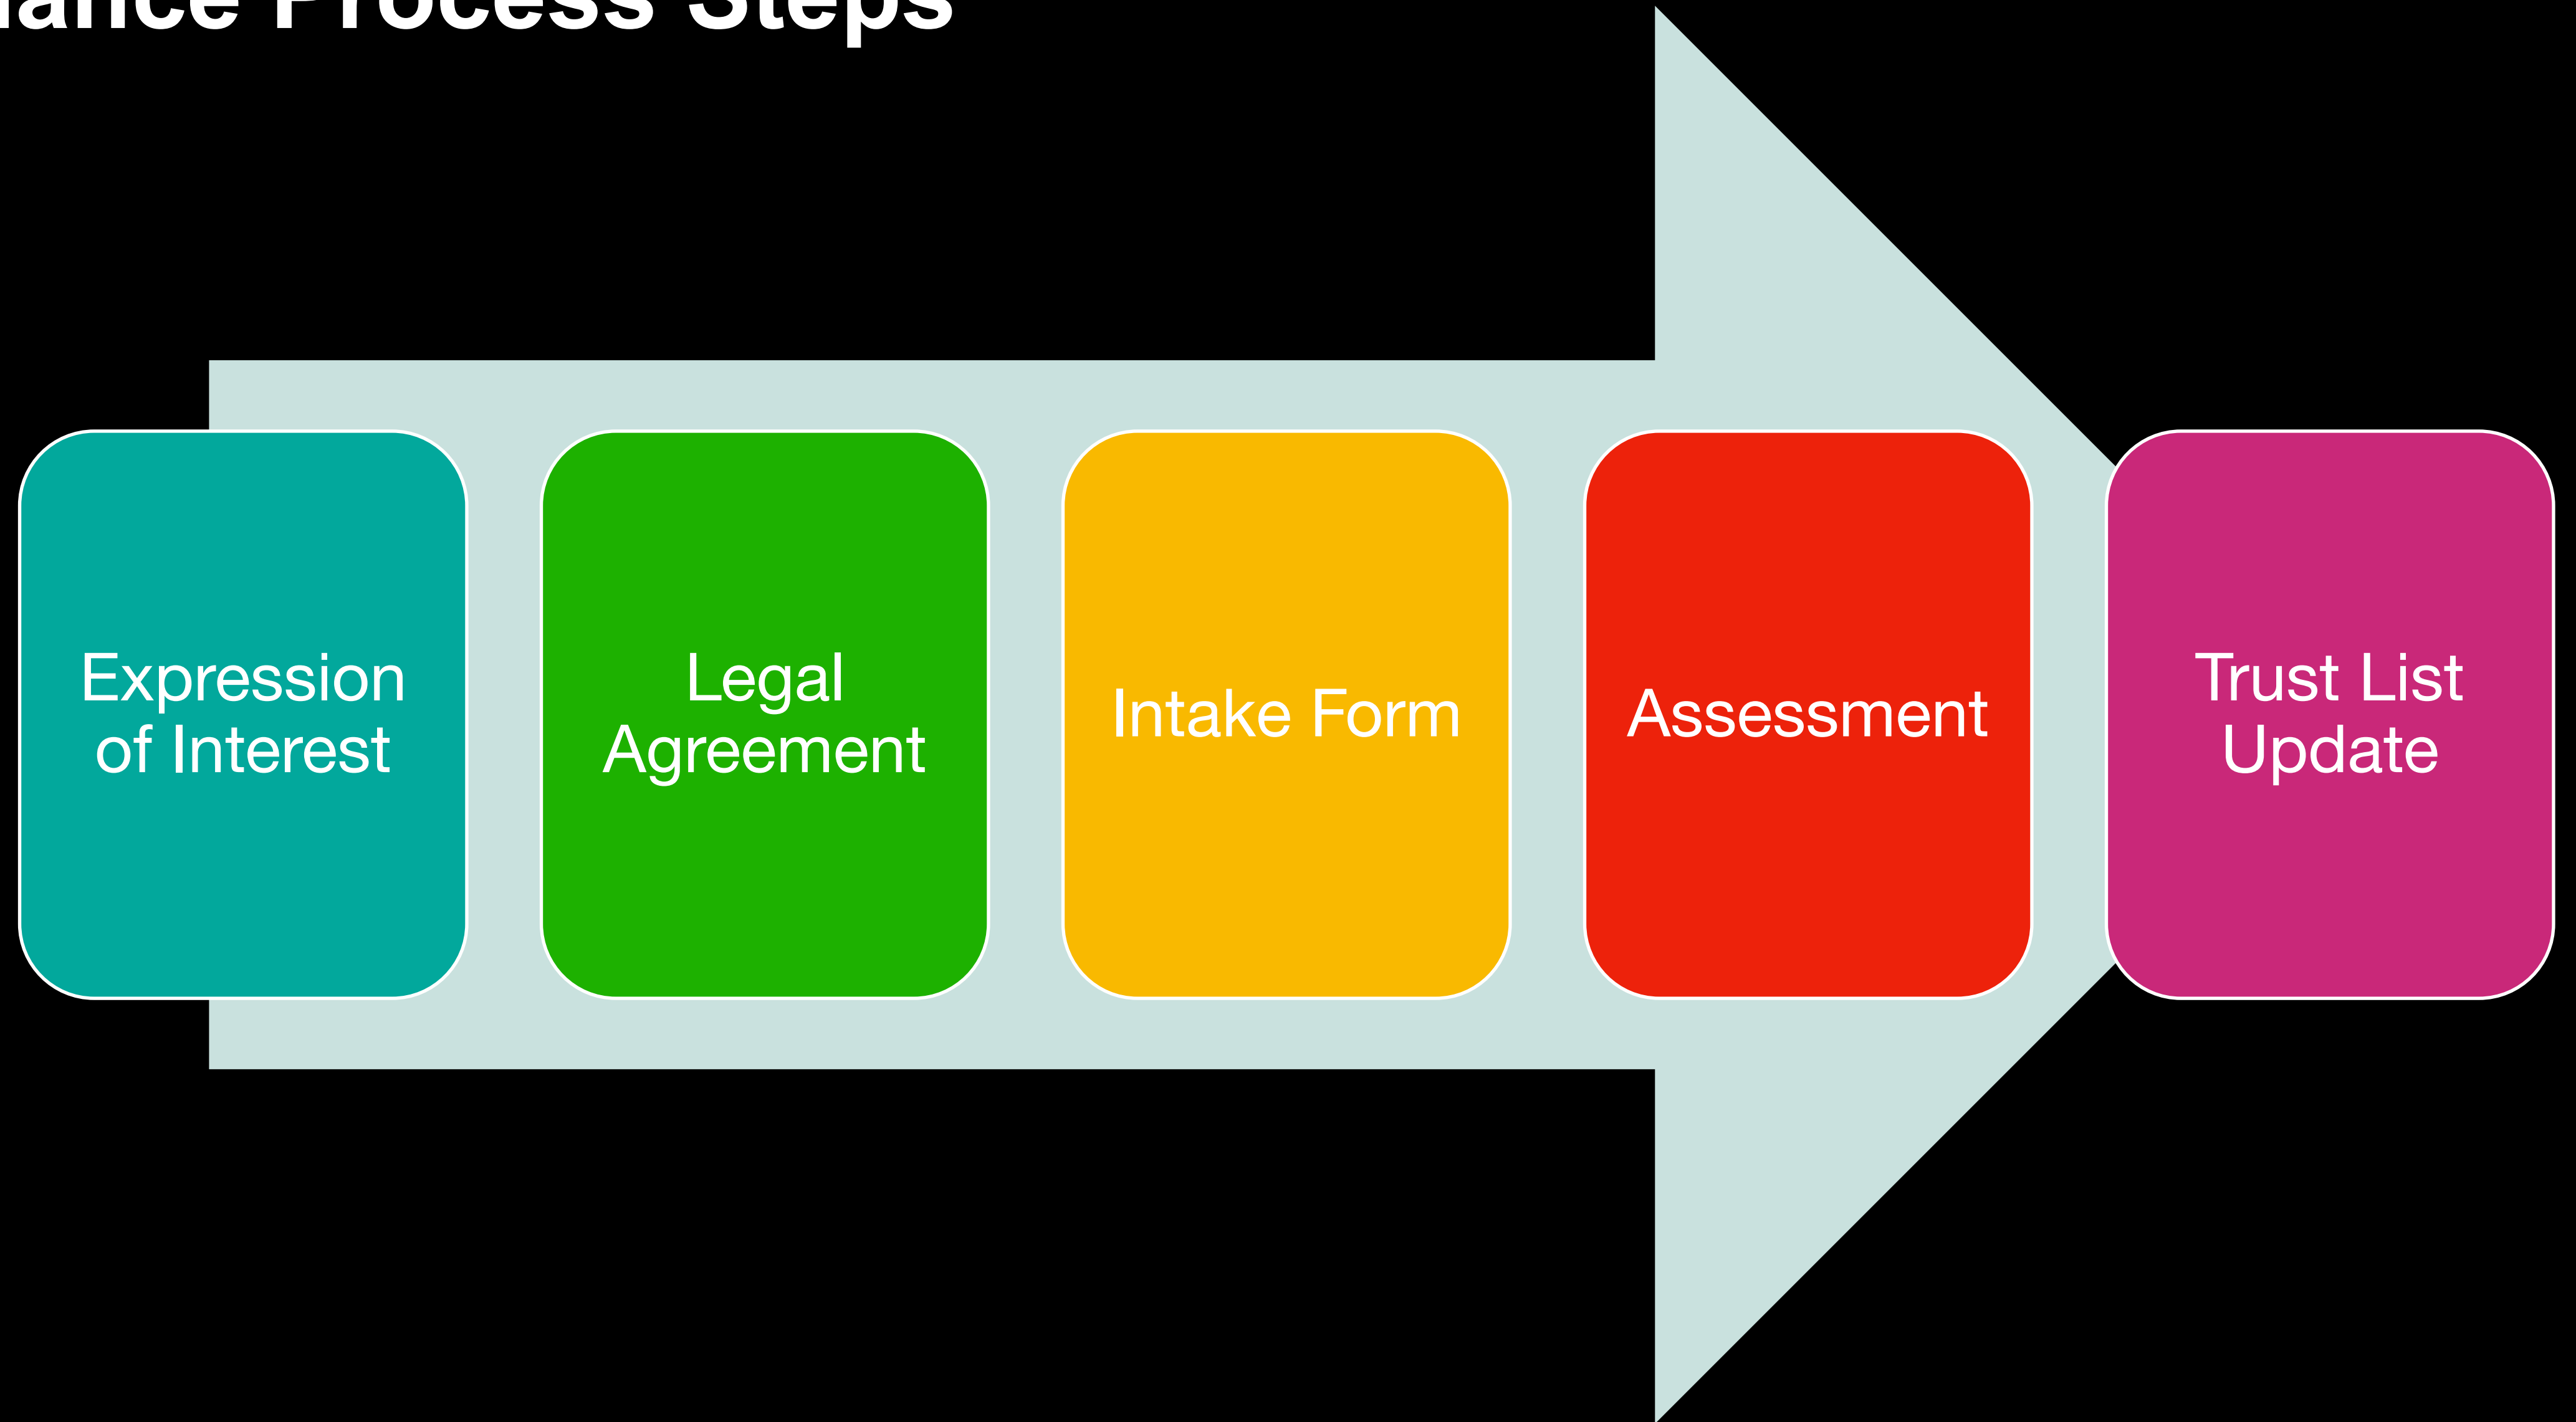 Process Steps
Expression
of Interest
Legal
Agreement
Intake Form
Assessment
Trust List
Update